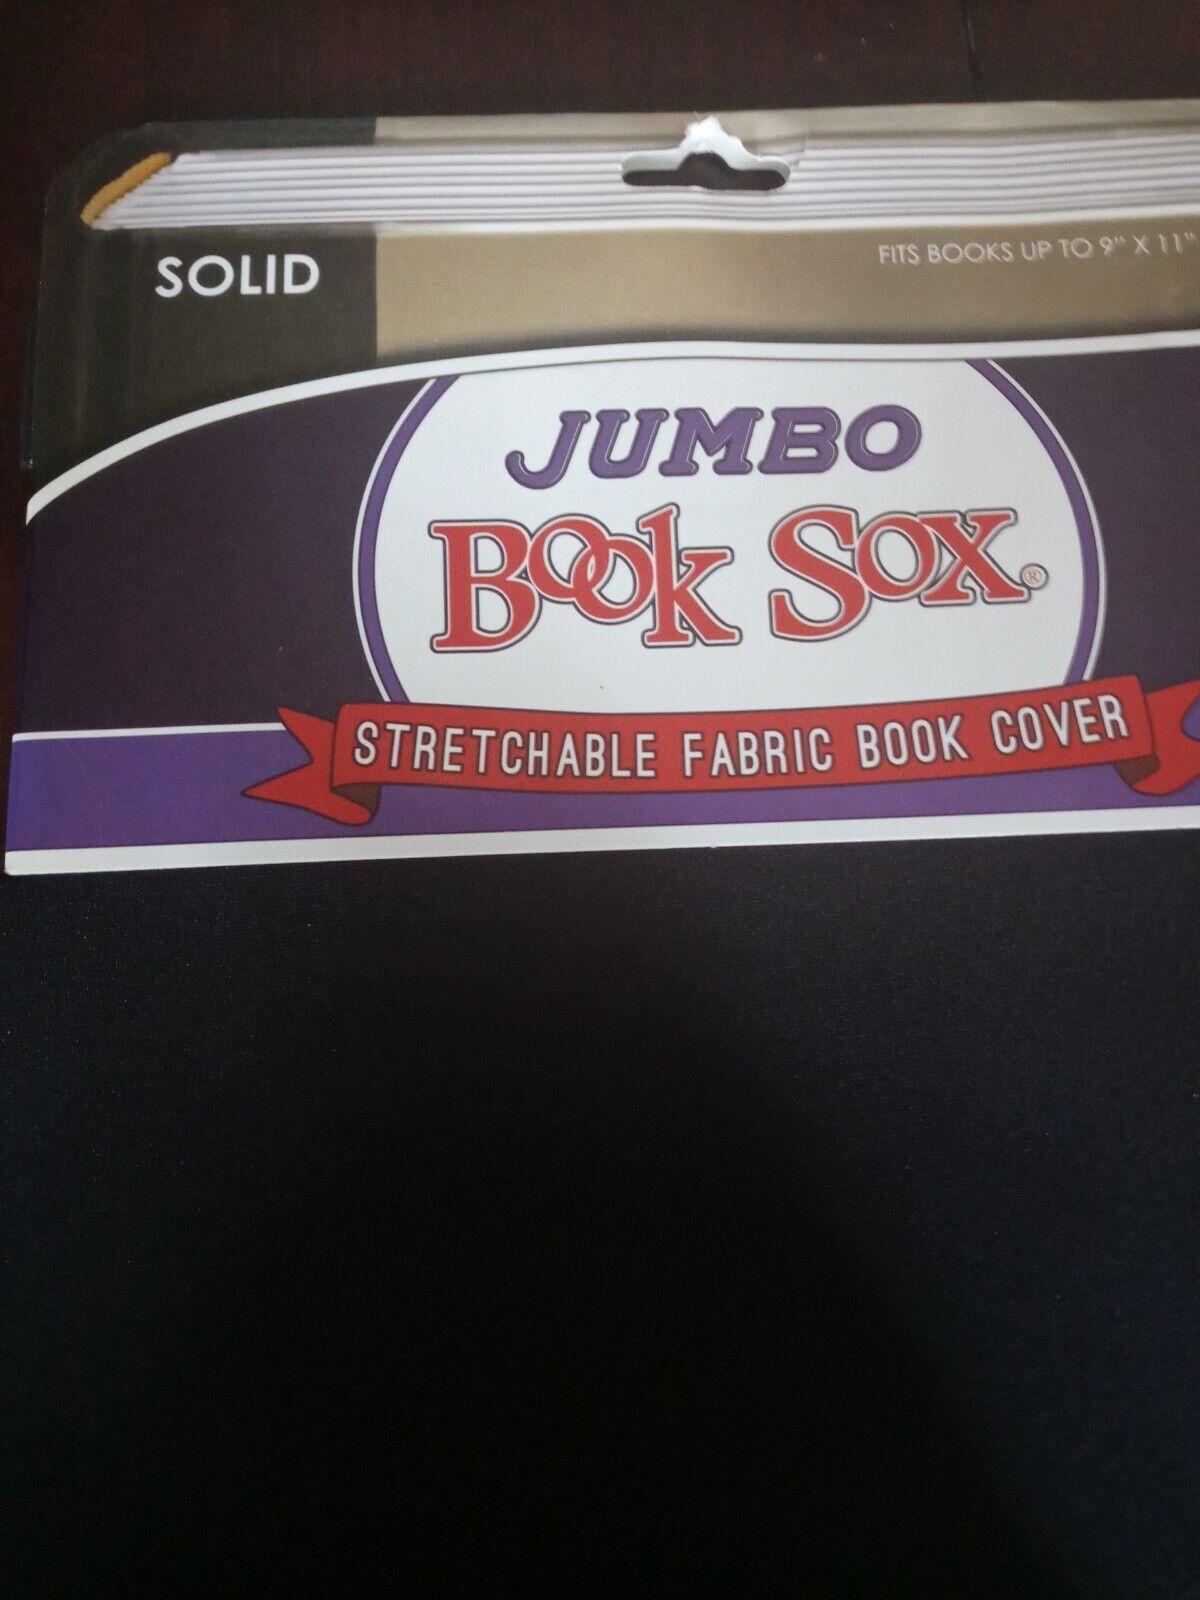 SOLID
FITS BOOKS UP TO 9" X 11"
JUMBO
BOOK SOX®
STRETCHABLE FABRIC BOOK COVER